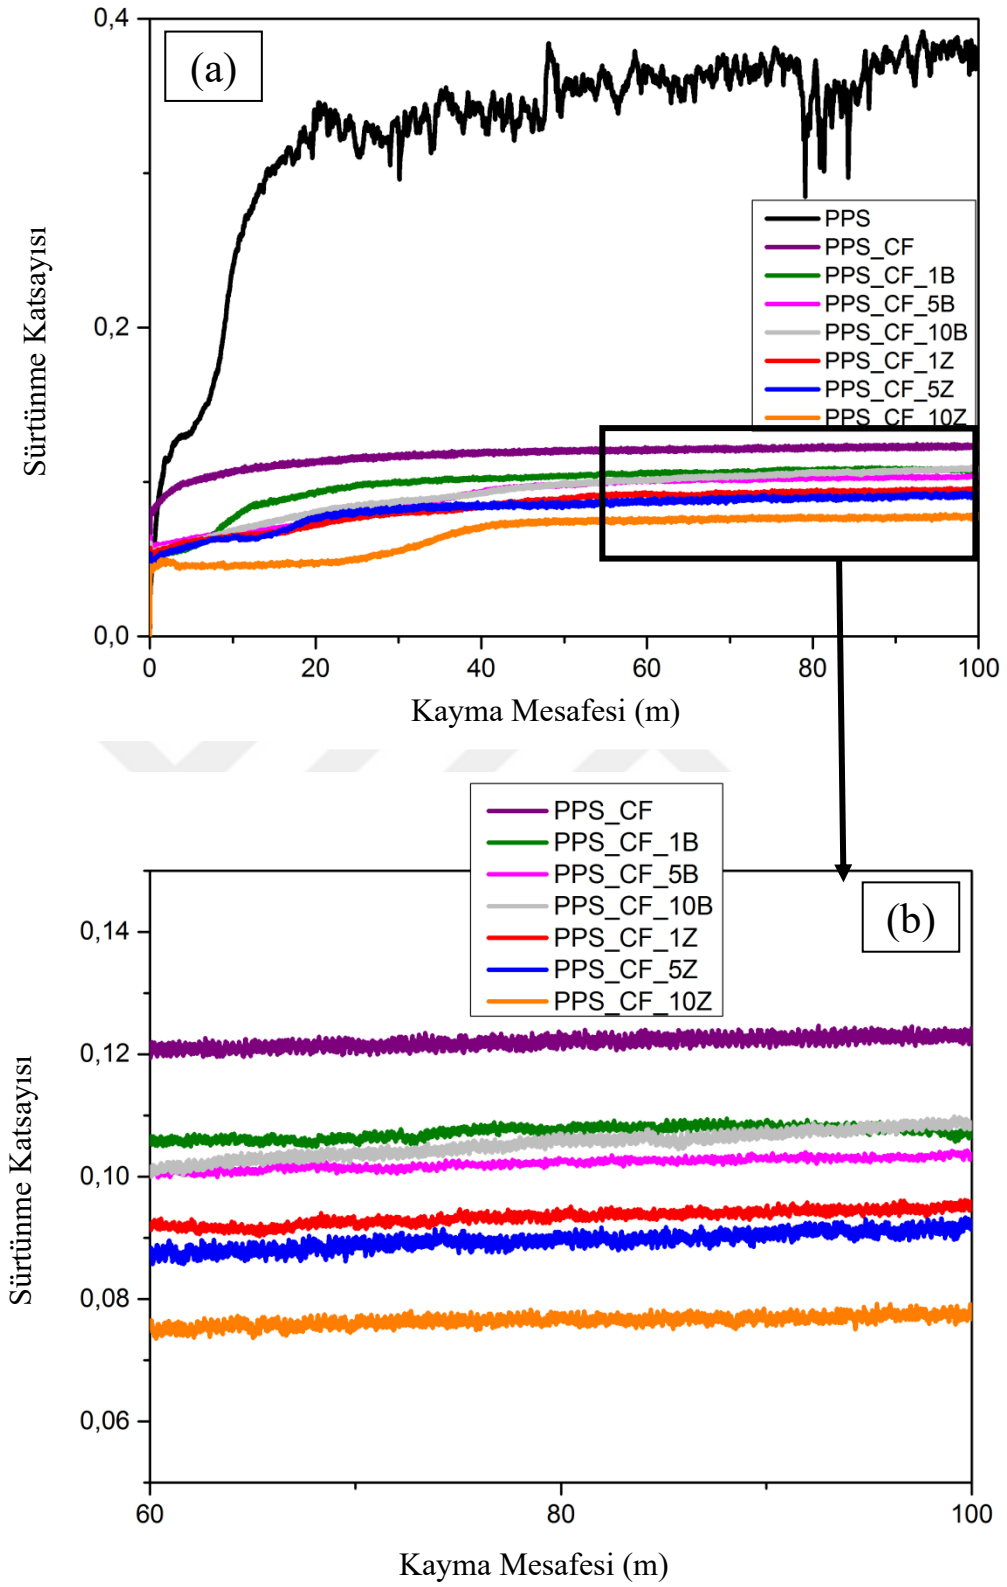 0,4
(a)
PPS
PPS_CF
PPS_CF_1B
PPS_CF_5B
PPS_CF_10B
PPS_CF_1Z
PPS_CF_5Z
PPS_CF_10Z
0,2
0,0
Sürtünme Katsayısı
0 20 40 60 80 100
Kayma Mesafesi (m)
PPS_CF
PPS_CF_1B
PPS_CF_5B
PPS_CF_10B
PPS_CF_1Z
PPS_CF_5Z
PPS_CF_10Z
(b)
0,14
0,12
0,10
0,08
0,06
Sürtünme Katsayısı
60 80 100
Kayma Mesafesi (m)